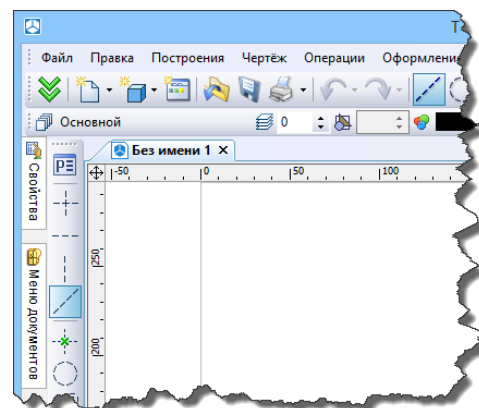 T
Файл Правка Построения Чертёж Операции Оформление
Основной 0
Без имени 1 X
Свойства
Меню документов
-50 0 50 100
250
200